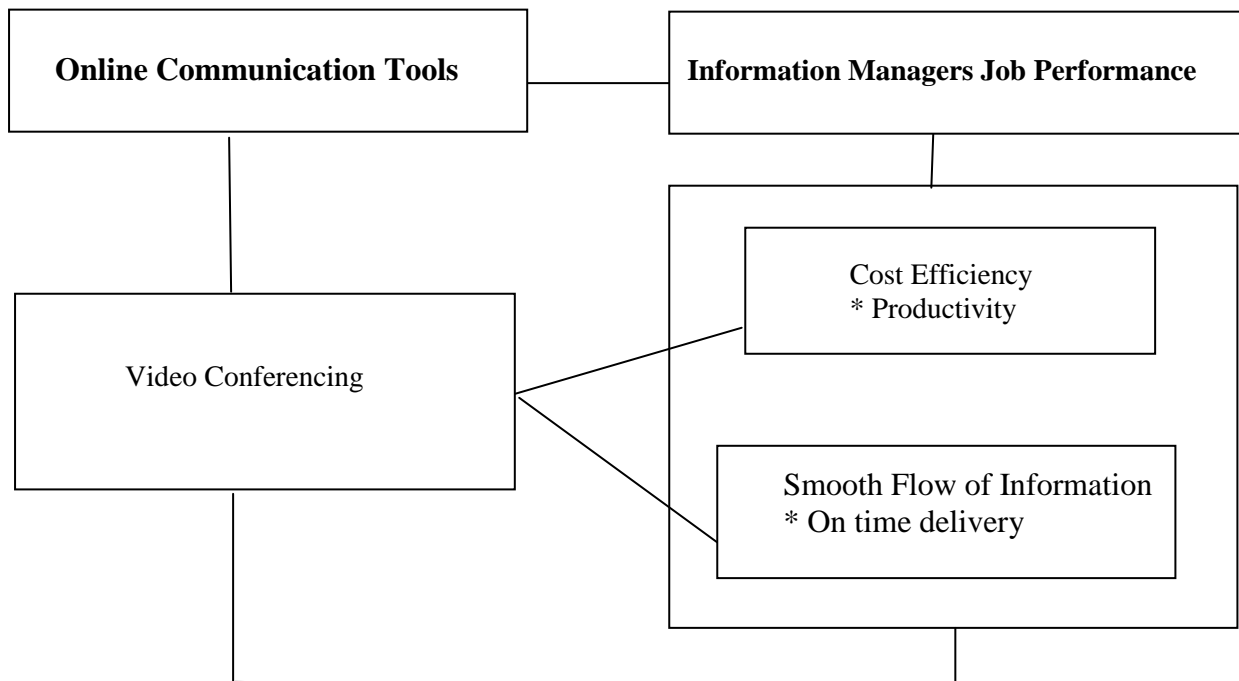 Online Communication Tools
Information Managers Job Performance
Cost Efficiency
* Productivity
Video Conferencing
Smooth Flow of Information
* On time delivery